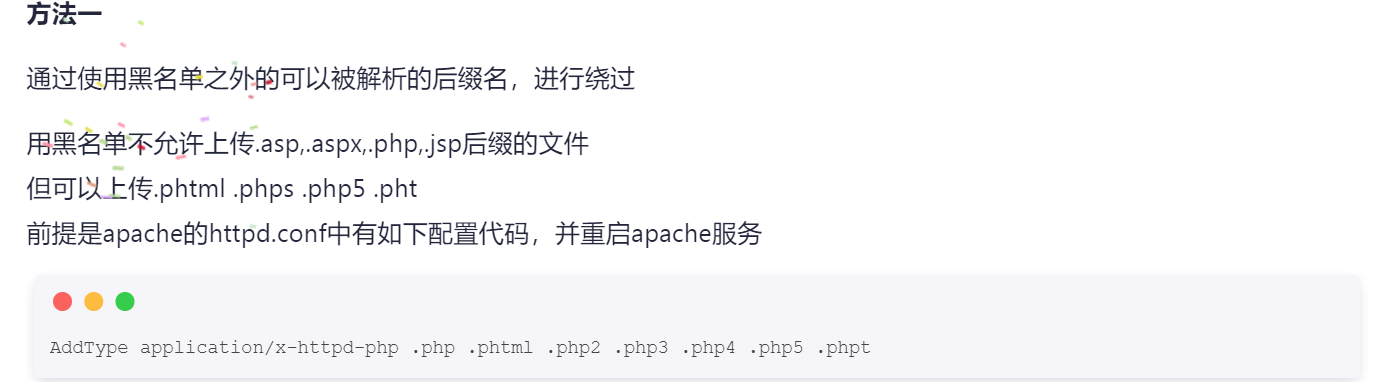 方法一
通过使用黑名单之外的可以被解析的后缀名，进行绕过
用黑名单不允许上传.asp,.aspx,.php,.jsp后缀的文件
但可以上传.phtml .phps .php5 .pht
前提是apache的httpd.conf中有如下配置代码，并重启apache服务
AddType application/x-httpd-php .php .phtml .php2 .php3 .php4 .php5 .phpt